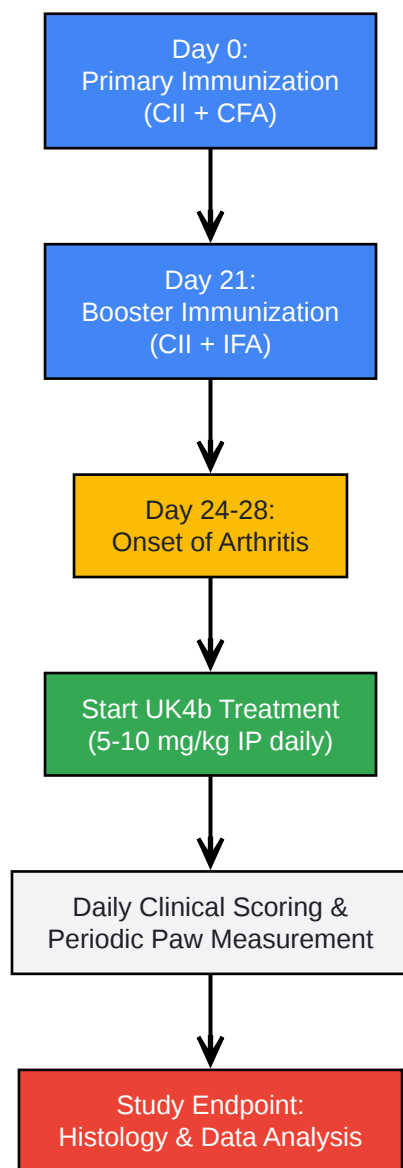 Day 0:
Primary Immunization
(CII + CFA)
Day 21:
Booster Immunization
(CII + IFA)
Day 24-28:
Onset of Arthritis
Start UK4b Treatment
(5-10 mg/kg IP daily)
Daily Clinical Scoring &
Periodic Paw Measurement
Study Endpoint:
Histology & Data Analysis